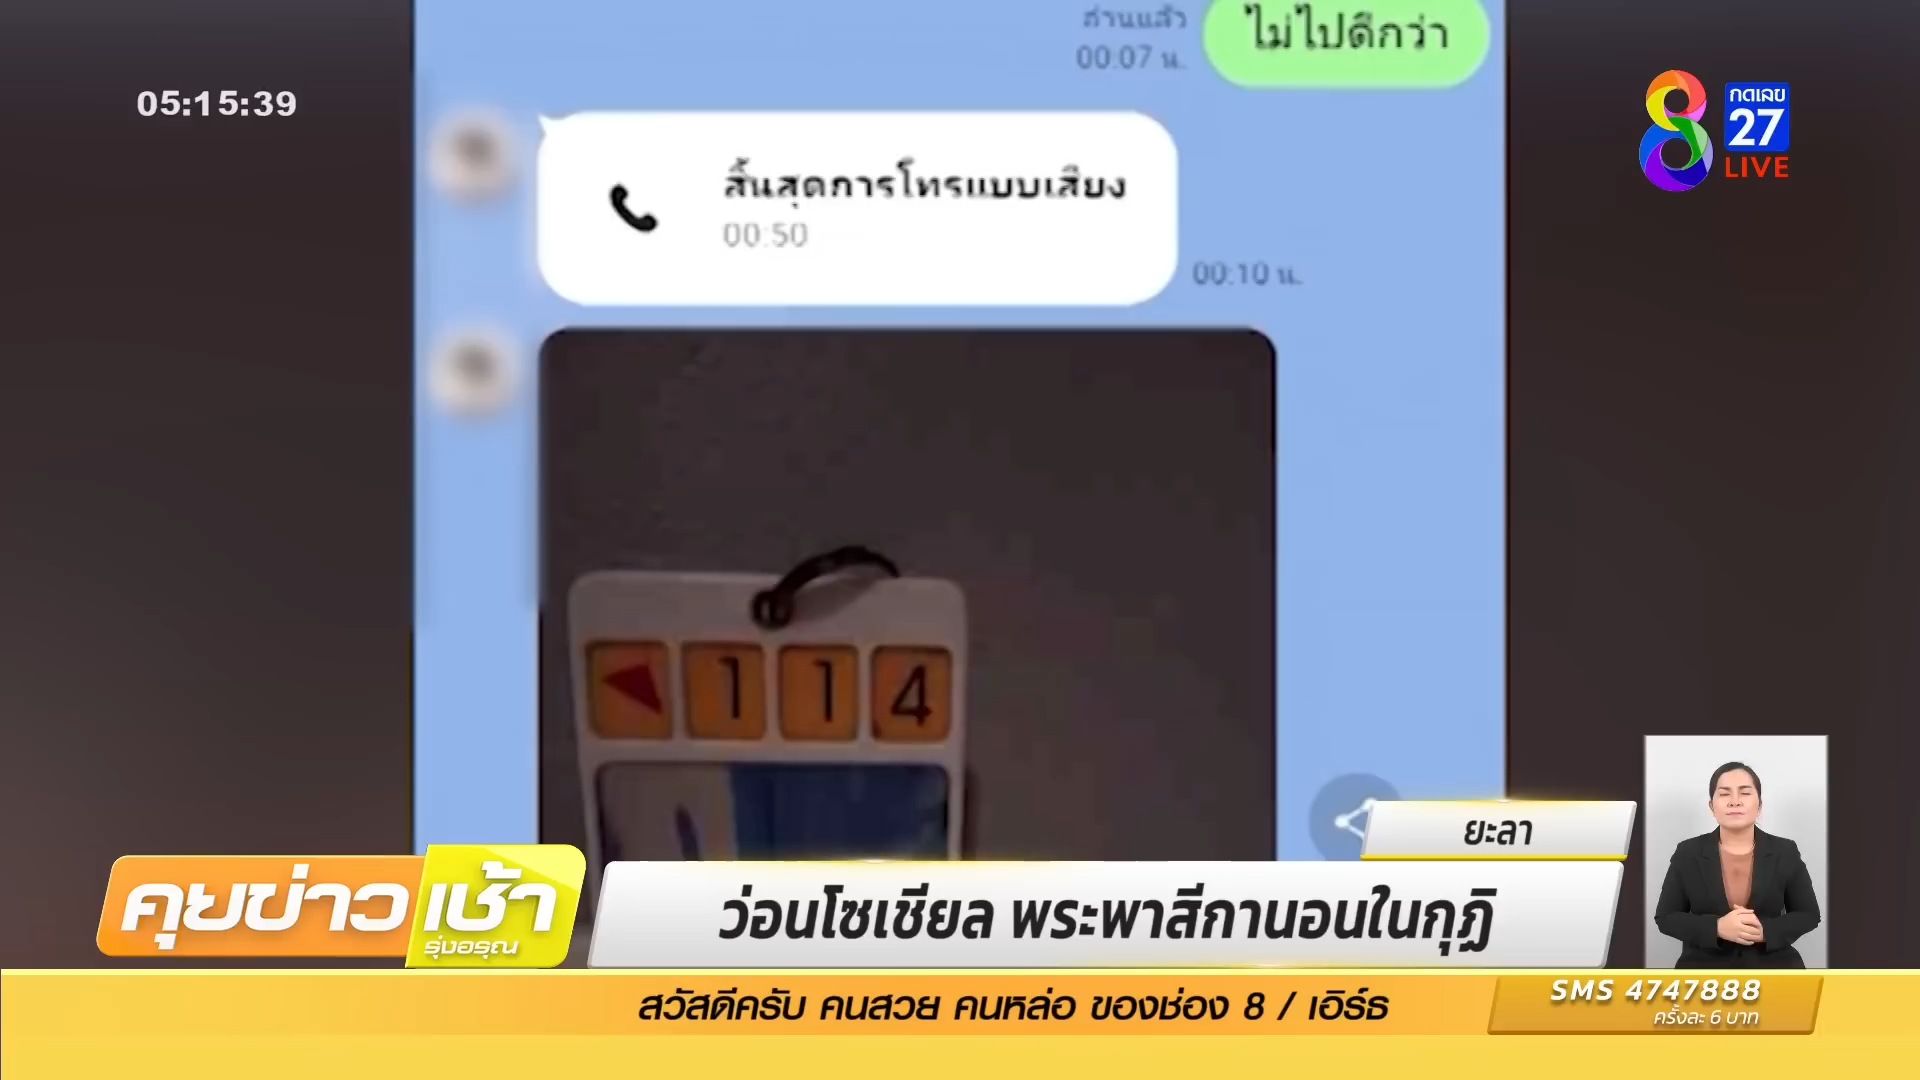 อ่านแล้ว
00:07 น.
ไม่ไปดีกว่า
05:15:39
กดเลข
27
LIVE
สิ้นสุดการโทรแบบเสียง
00:50
00:10 น.
114
ยะลา
คุยข่าวเช้า
รุ่งอรุณ
ว่อนโซเชียล พระพาสีกานอนในกุฏิ
สวัสดีครับ คนสวย คนหล่อ ของช่อง 8 / เอิร์ธ
SMS 4747888
ครั้งละ 6 บาท